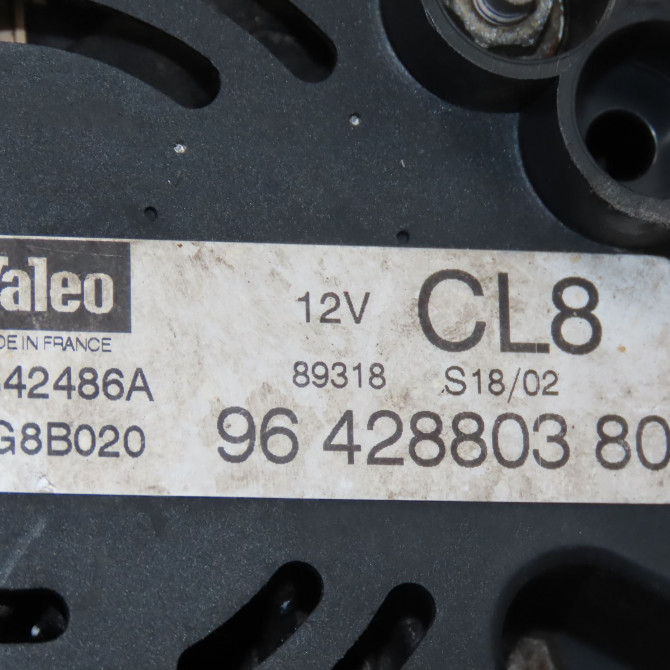 Valeo
12V CL8
DE IN FRANCE
42486A 89318 S18/02
G8B020 96 428803 80